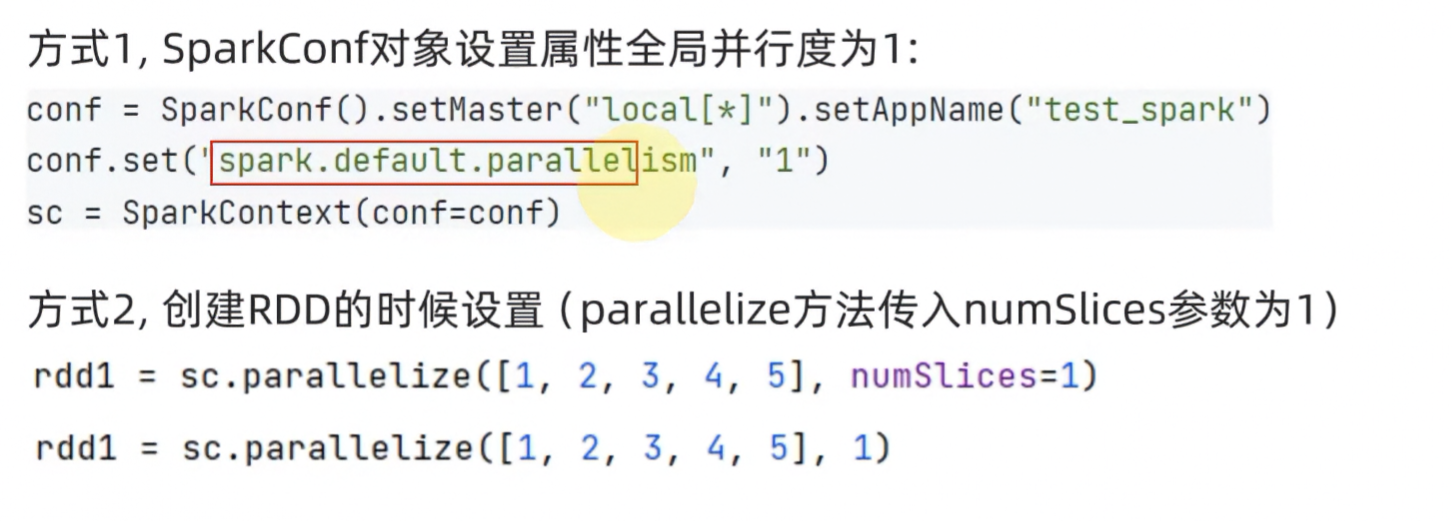 方式1, SparkConf对象设置属性全局并行度为1:
conf = SparkConf().setMaster("local[*]").setAppName("test_spark")
conf.set("spark.default.parallelism", "1")
sc = SparkContext(conf=conf)
方式2, 创建RDD的时候设置（parallelize方法传入numSlices参数为1）
rdd1 = sc.parallelize([1, 2, 3, 4, 5], numSlices=1)
rdd1 = sc.parallelize([1, 2, 3, 4, 5], 1)